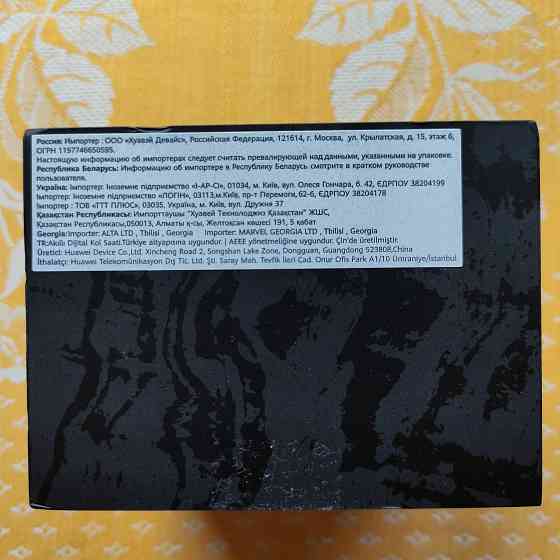 Россия: Импортер : ООО «Хуавэй Девайс», Российская Федерация, 121614, г. Москва, ул. Крылатская, д. 15, этаж 6,
ОГРН 1197746650595.
Настоящую информацию об импортерах следует считать превалирующей над данными, указанными на упаковке.
Республика Беларусь: Информацию об импортере в Республику Беларусь смотрите в кратком руководстве
пользователя.
Україна: Імпортер: Іноземне підприємство «І-АР-СІ», 01034, м. Київ, вул. Олеся Гончара, б. 42, ЄДРПОУ 38204199
Імпортер: Іноземне підприємство «ЛОГІН», 03113,м.Київ, пр-т Перемоги, 62-б, ЄДРПОУ 38204178
Імпортер : ТОВ «ТТТ ПЛЮС», 03035, Україна, м. Київ, вул. Дружня 37
Қазақстан Республикасы: Импорттаушы "Хуавей Текнолоджиз Қазақстан" ЖШС,
Қазақстан Республикасы,050013, Алматы қ-сы, Желтоқсан көшесі 191, 5 қабат
Georgia:Importer: ALTA LTD , Tbilisi , Georgia Importer: MARVEL GEORGIA LTD , Tbilisi , Georgia
TR:Akıllı Dijital Kol Saati.Türkiye altyapısına uygundur. | AEEE yönetmeliğine uygundur. Çin'de üretilmiştir.
Üretici: Huawei Device Co.,Ltd. Xincheng Road 2, Songshan Lake Zone, Dongguan, Guangdong 523808,China
İthalatçı: Huawei Telekomünikasyon Dış Tic. Ltd. Şti. Saray Mah. Tevfik İleri Cad. Onur Ofis Park A1/10 Ümraniye/İstanbul